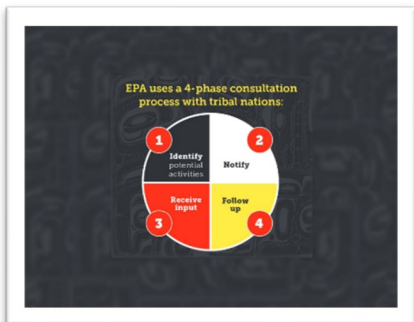 EPA uses a 4-phase consultation
process with tribal nations:
1
Identify
potential
activities
2
Notify
3
Receive
input
4
Follow
up